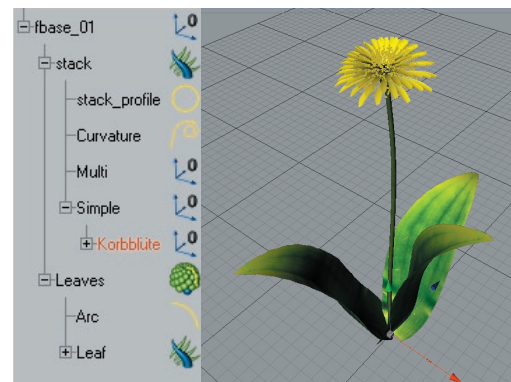 fbase_01
stack
stack_profile
Curvature
Multi
Simple
Korbblüte
Leaves
Arc
Leaf